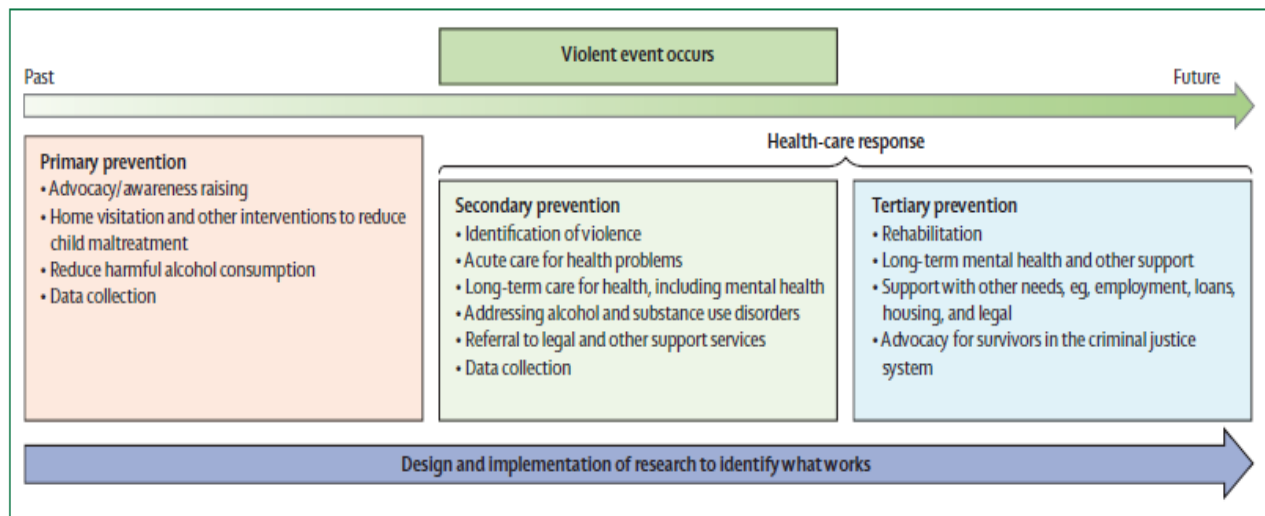 Violent event occurs
Past
Future
Health-care response
Primary prevention
• Advocacy/awareness raising
• Home visitation and other interventions to reduce
child maltreatment
• Reduce harmful alcohol consumption
• Data collection
Secondary prevention
• Identification of violence
• Acute care for health problems
• Long-term care for health, including mental health
• Addressing alcohol and substance use disorders
• Referral to legal and other support services
• Data collection
Tertiary prevention
• Rehabilitation
• Long-term mental health and other support
• Support with other needs, eg, employment, loans,
housing, and legal
• Advocacy for survivors in the criminal justice
system
Design and implementation of research to identify what works